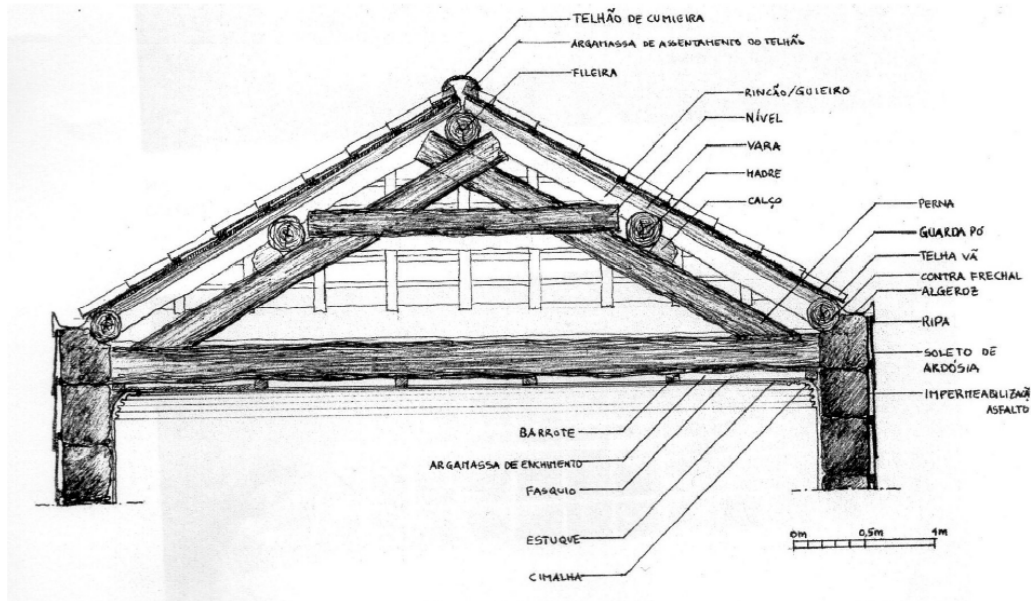 TELHÃO DE CUMIEIRA
ARGAMASSA DE ASSENTAMENTO DO TELHÃO
FILEIRA
RINCÃO/GUIEIRO
NÍVEL
VARA
MADRE
CALÇO
PERNA
GUARDA PÓ
TELHA VÃ
CONTRA FRECHAL
ALGEROZ
RIPA
SOLETO DE
ARDÓSIA
IMPERMEABILIZAÇÃ
ASFALTO
BARROTE
ARGAMASSA DE ENCHIMENTO
FASQUIO
ESTUQUE
CIMALHA
0m 0,5m 4m